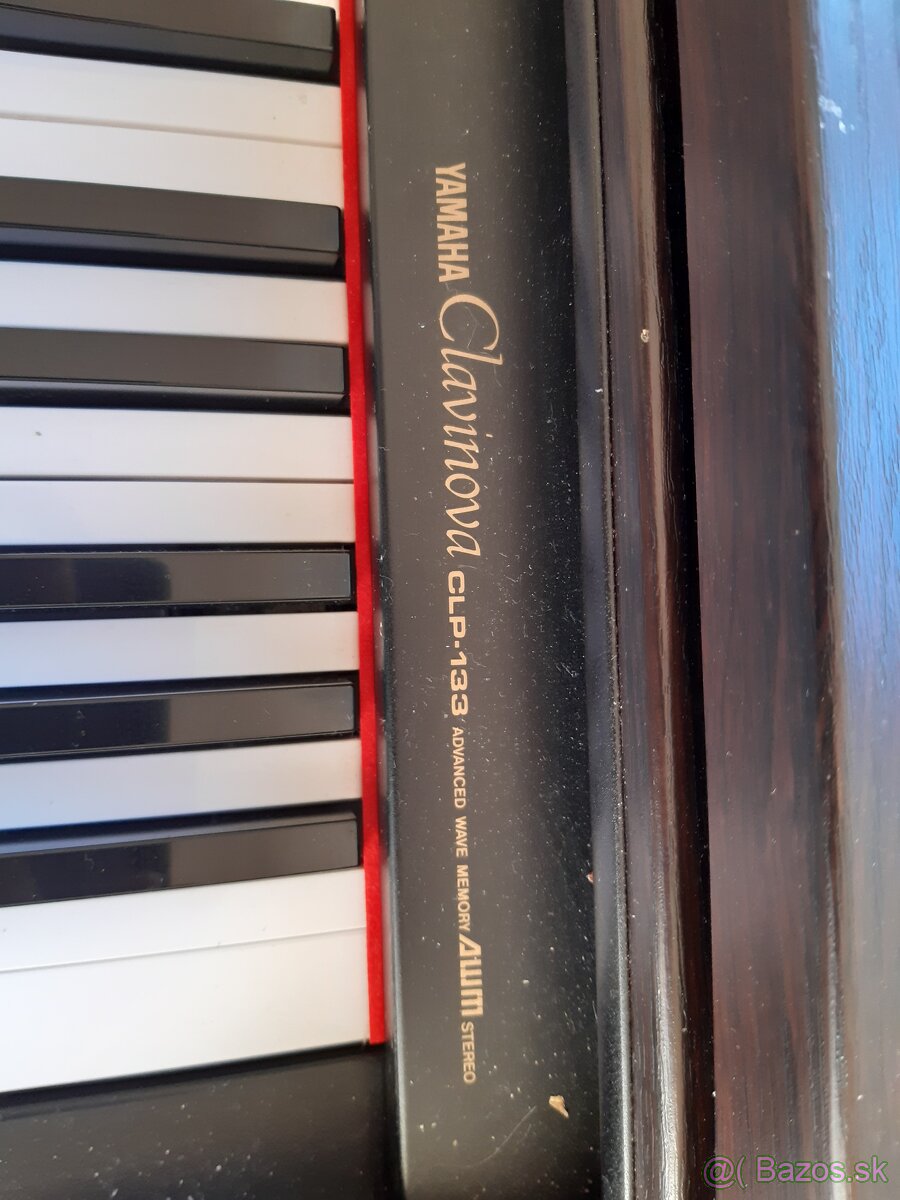 YAMAHA Clavinova CLP-133 ADVANCED WAVE MEMORY AWM STEREO
@( Bazos.sk